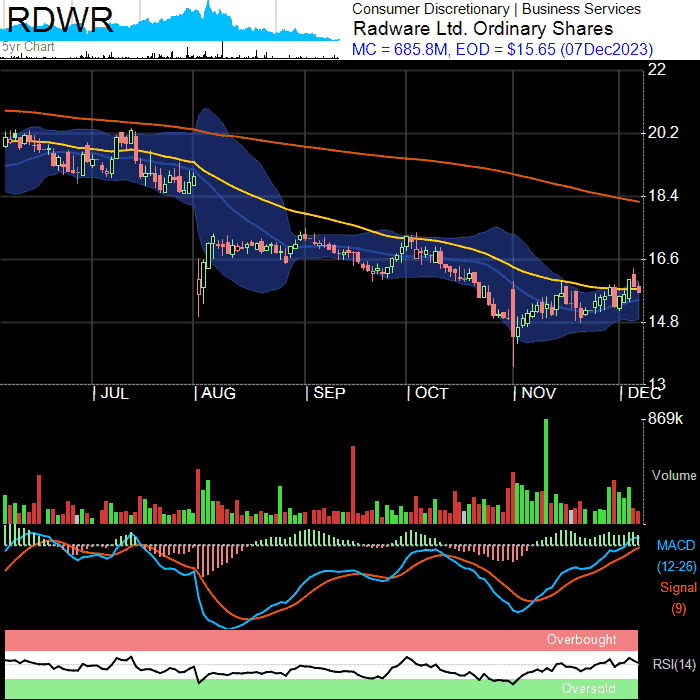 RDWR
5yr Chart
Consumer Discretionary | Business Services
Radware Ltd. Ordinary Shares
MC = 685.8M, EOD = $15.65 (07Dec2023)
22
20.2
18.4
16.6
14.8
13
| JUL | AUG | SEP | OCT | NOV | DEC
869k
Volume
MACD
(12-26)
Signal
(9)
Overbought
RSI(14)
Oversold